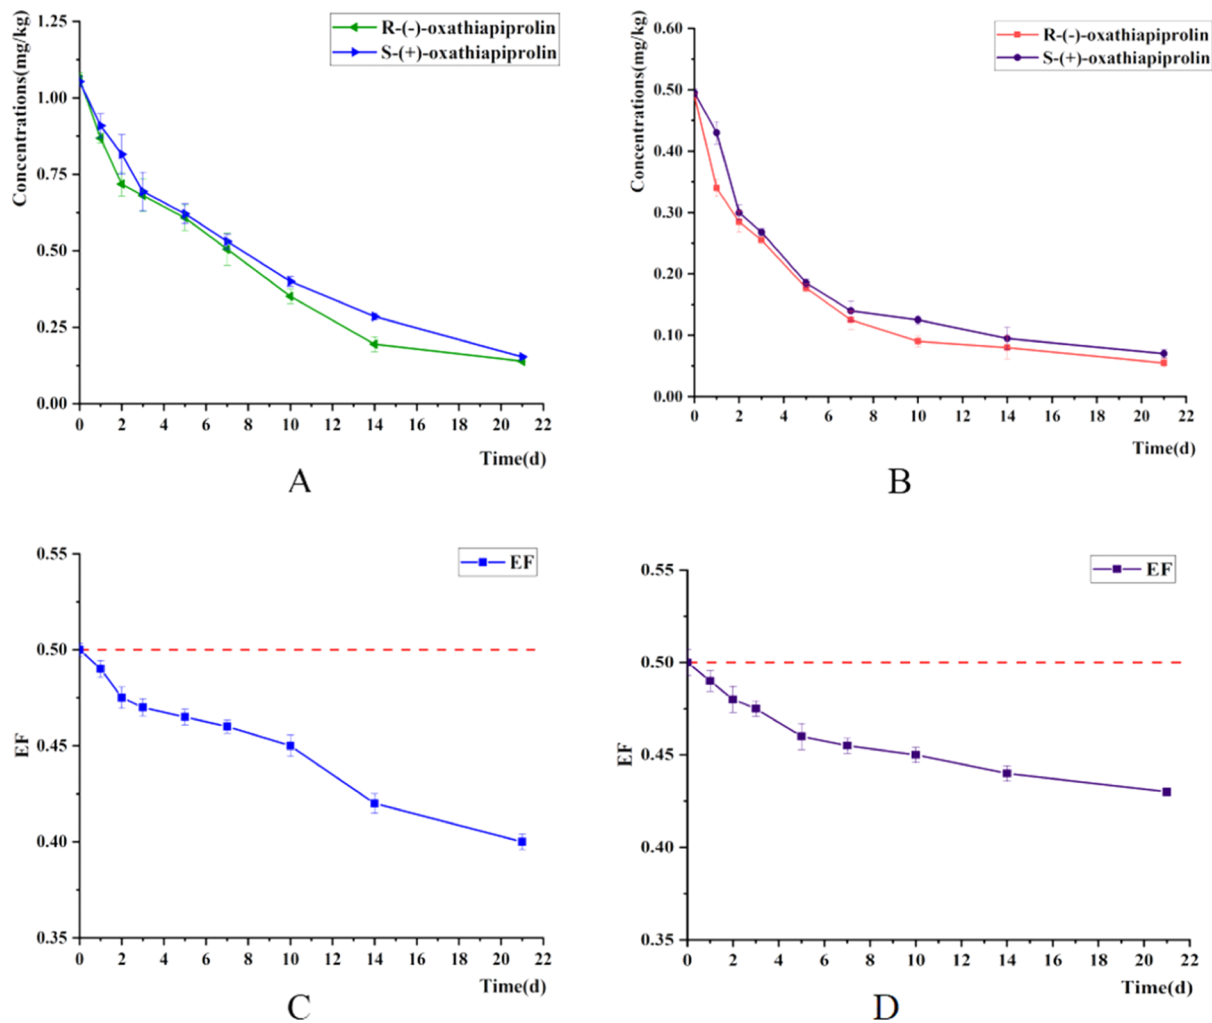 R-(-)-oxathiapiprolin
S-(+)-oxathiapiprolin
Concentrations(mg/kg)
1.25
1.00
0.75
0.50
0.25
0.00
0 2 4 6 8 10 12 14 16 18 20 22
Time(d)
A
R-(-)-oxathiapiprolin
S-(+)-oxathiapiprolin
Concentrations(mg/kg)
0.60
0.50
0.40
0.30
0.20
0.10
0.00
0 2 4 6 8 10 12 14 16 18 20 22
Time(d)
B
EF
EF
0.55
0.50
0.45
0.40
0.35
0 2 4 6 8 10 12 14 16 18 20 22
Time(d)
C
EF
EF
0.55
0.50
0.45
0.40
0.35
0 2 4 6 8 10 12 14 16 18 20 22
Time(d)
D